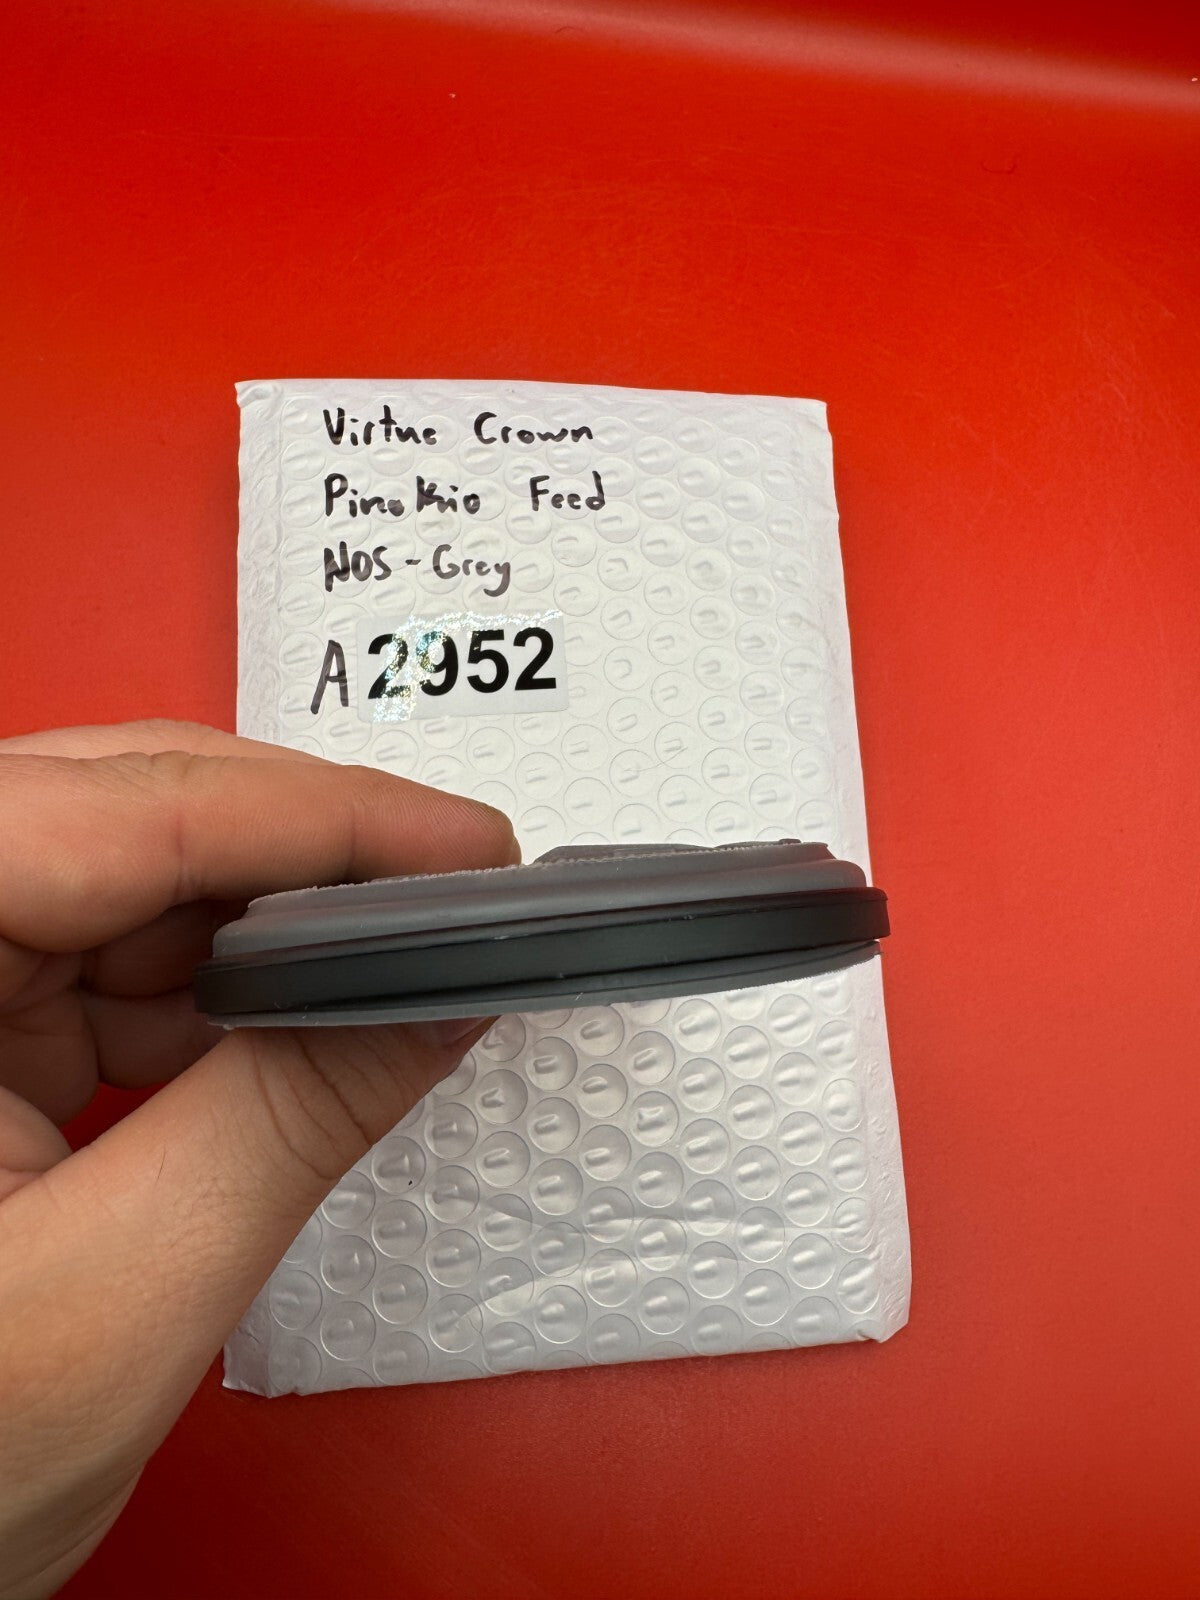 Virtue Crown
Pinokio Feed
NOS - Grey
A 2952